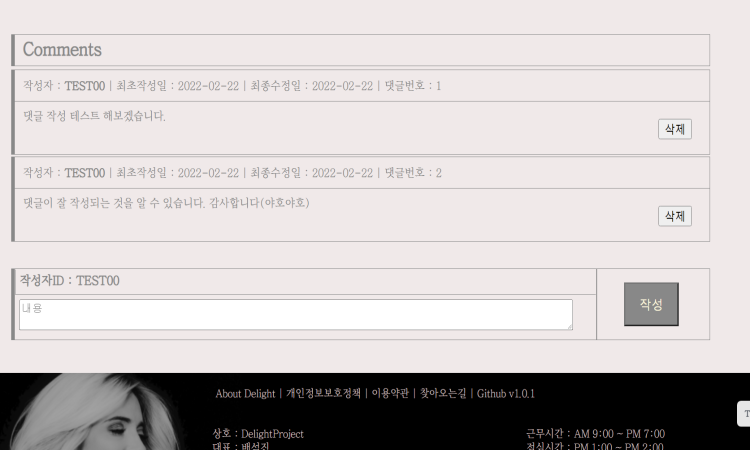 Comments
작성자 : TEST00 | 최초작성일 : 2022-02-22 | 최종수정일 : 2022-02-22 | 댓글번호 : 1
댓글 작성 테스트 해보겠습니다.
삭제
작성자 : TEST00 | 최초작성일 : 2022-02-22 | 최종수정일 : 2022-02-22 | 댓글번호 : 2
댓글이 잘 작성되는 것을 알 수 있습니다. 감사합니다(야호야호)
삭제
작성자ID : TEST00
내용
작성
About Delight | 개인정보보호정책 | 이용약관 | 찾아오는길 | Github v1.0.1
상호 : DelightProject
근무시간 : AM 9:00 ~ PM 7:00
대표 : 배성진
점심시간 : PM 1:00 ~ PM 2:00
T